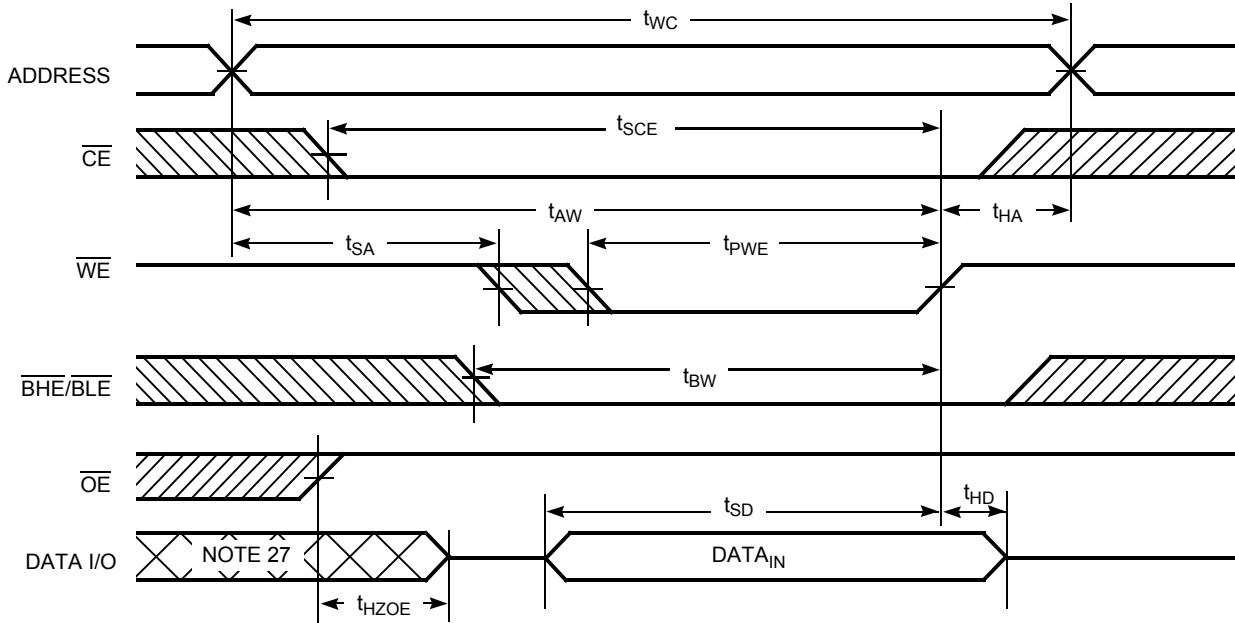 tWC
ADDRESS
tSCE
CE
tAW
tHA
tSA
tPWE
WE
tBW
BHE/BLE
OE
tSD
tHD
DATA I/O
NOTE 27
DATAIN
tHZOE